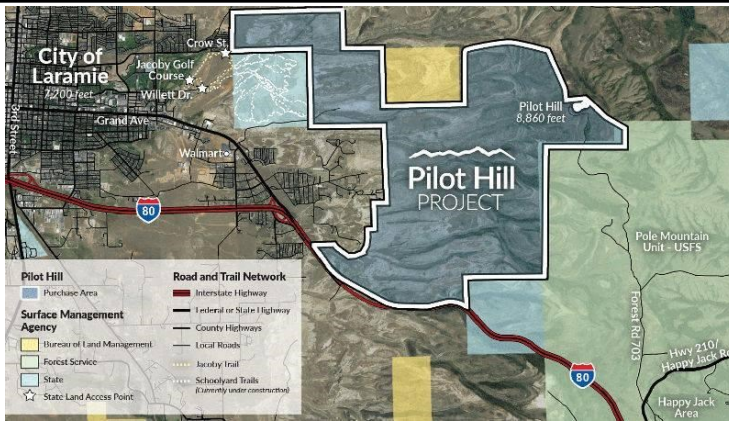 City of
Laramie
7,200 feet
Crow St.
Jacoby Golf
Course
Willett Dr.
3rd Street
Grand Ave
Walmart
80
Pilot Hill
8,860 feet
Pilot Hill
PROJECT
Pole Mountain
Unit - USFS
Forest Rd 703
Hwy 210/
Happy Jack Rd
Happy Jack
Area
80
Pilot Hill
Purchase Area
Surface Management
Agency
Bureau of Land Management
Forest Service
State
State Land Access Point
Road and Trail Network
Interstate Highway
Federal or State Highway
County Highways
Local Roads
Jacoby Trail
Schoolyard Trails
(Currently under construction)